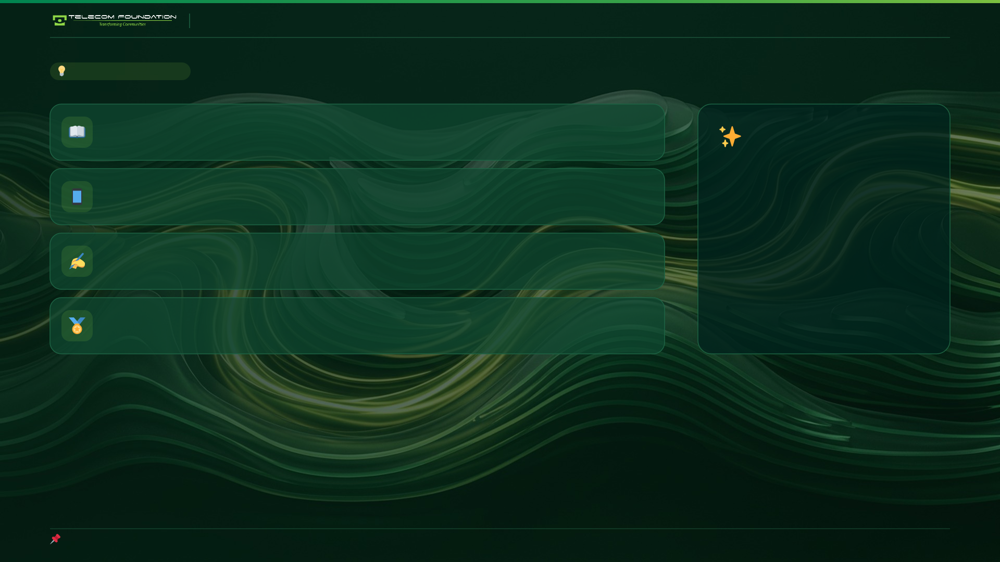 TELECOM FOUNDATION
Transforming Communities